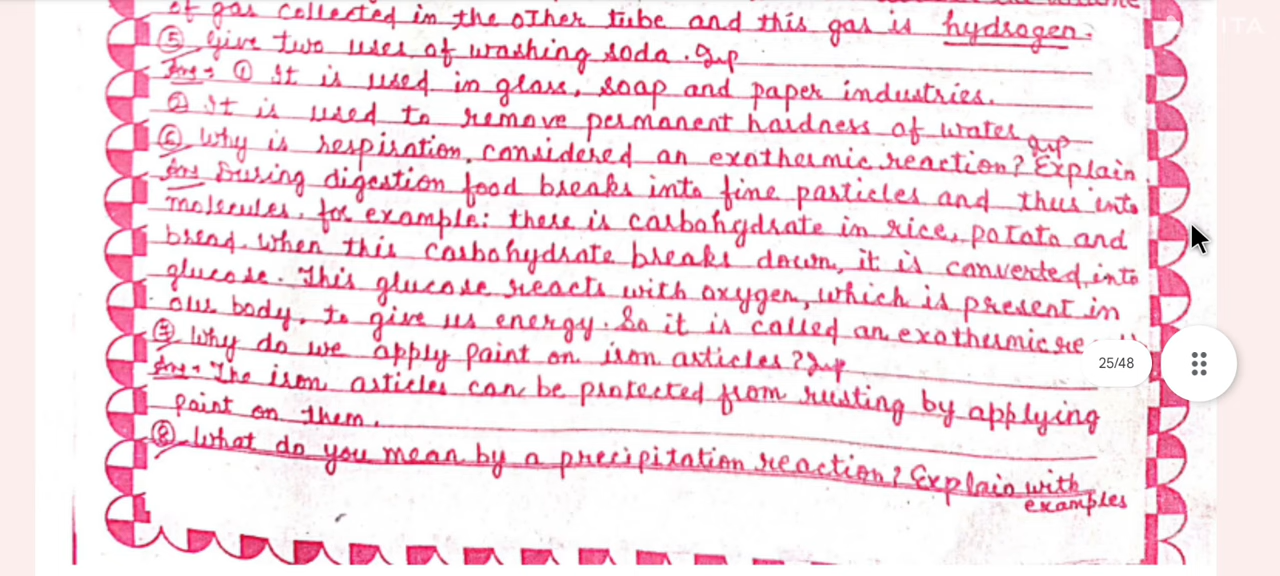 of gas collected in the other tube and this gas is hydrogen.
⑤ Give two uses of washing soda. Imp
Ans→ ① It is used in glass, soap and paper industries.
② It is used to remove permanent hardness of water
Imp
⑥ Why is respiration, considered an exothermic reaction? Explain.
Ans During digestion food breaks into fine particles and thus into
molecules. for example: there is carbohydrate in rice, potato and
bread. when this carbohydrate breaks down, it is converted into
glucose. This glucose reacts with oxygen, which is present in
our body, to give us energy. So it is called an exothermic re
⑦ Why do we apply paint on iron articles? Imp
Ans→ The iron articles can be protected from rusting by applying
paint on them.
⑧ What do you mean by a precipitation reaction? Explain with
examples
25/48